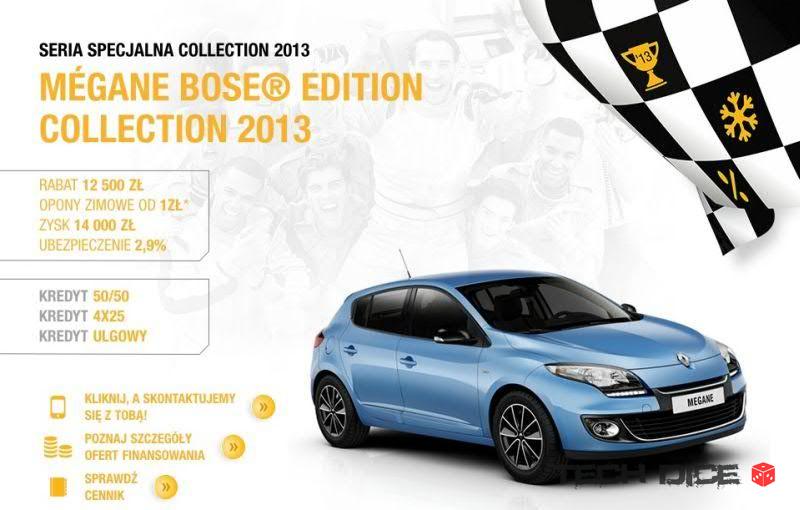 SERIA SPECJALNA COLLECTION 2013
MÉGANE BOSE® EDITION
COLLECTION 2013
'13
%
RABAT 12 500 ZŁ
OPONY ZIMOWE OD 1ZŁ*
ZYSK 14 000 ZŁ
UBEZPIECZENIE 2,9%
KREDYT 50/50
KREDYT 4X25
KREDYT ULGOWY
KLIKNIJ, A SKONTAKTUJEMY
SIĘ Z TOBĄ!
POZNAJ SZCZEGÓŁY
OFERT FINANSOWANIA
SPRAWDŹ
CENNIK
MEGANE
TECH DICE